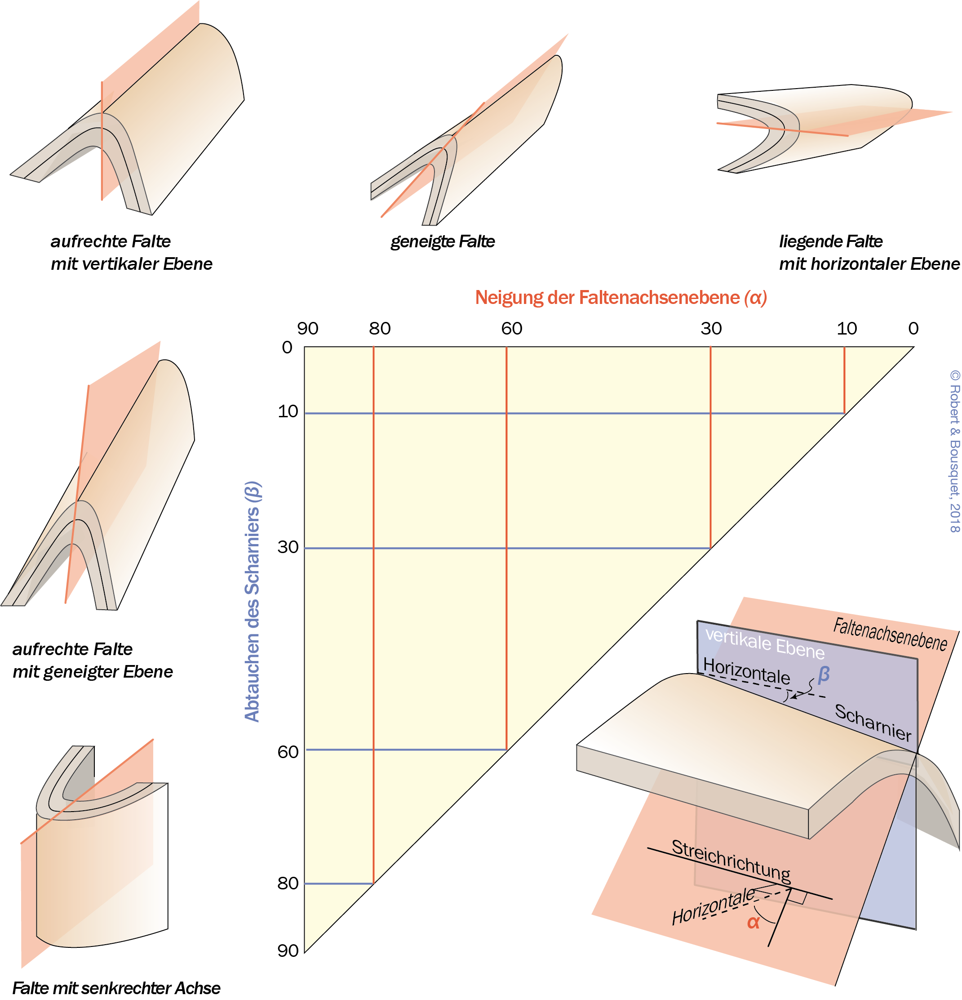 aufrechte Falte
mit vertikaler Ebene
geneigte Falte
liegende Falte
mit horizontaler Ebene
Neigung der Faltenachsenebene (α)
90 80 60 30 10 0
0
10
30
60
80
90
Abtauchen des Scharniers (β)
© Robert & Bousquet, 2018
aufrechte Falte
mit geneigter Ebene
Falte mit senkrechter Achse
Faltenachsenebene
vertikale Ebene
Horizontale
β
Scharnier
Streichrichtung
Horizontale
α